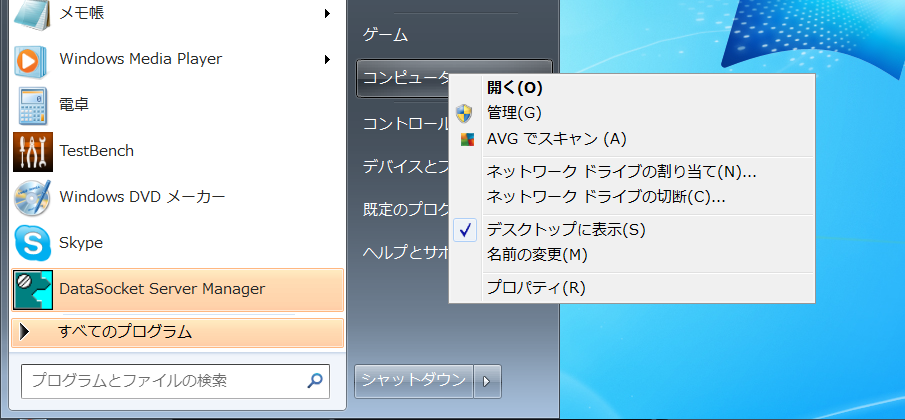 メモ帳
Windows Media Player
電卓
TestBench
Windows DVD メーカー
Skype
DataSocket Server Manager
すべてのプログラム
プログラムとファイルの検索
ゲーム
コンピュータ
コントロール
デバイスとプ
既定のプログ
ヘルプとサポ
シャットダウン
開く(O)
管理(G)
AVG でスキャン (A)
ネットワーク ドライブの割り当て(N)...
ネットワーク ドライブの切断(C)...
デスクトップに表示(S)
名前の変更(M)
プロパティ(R)